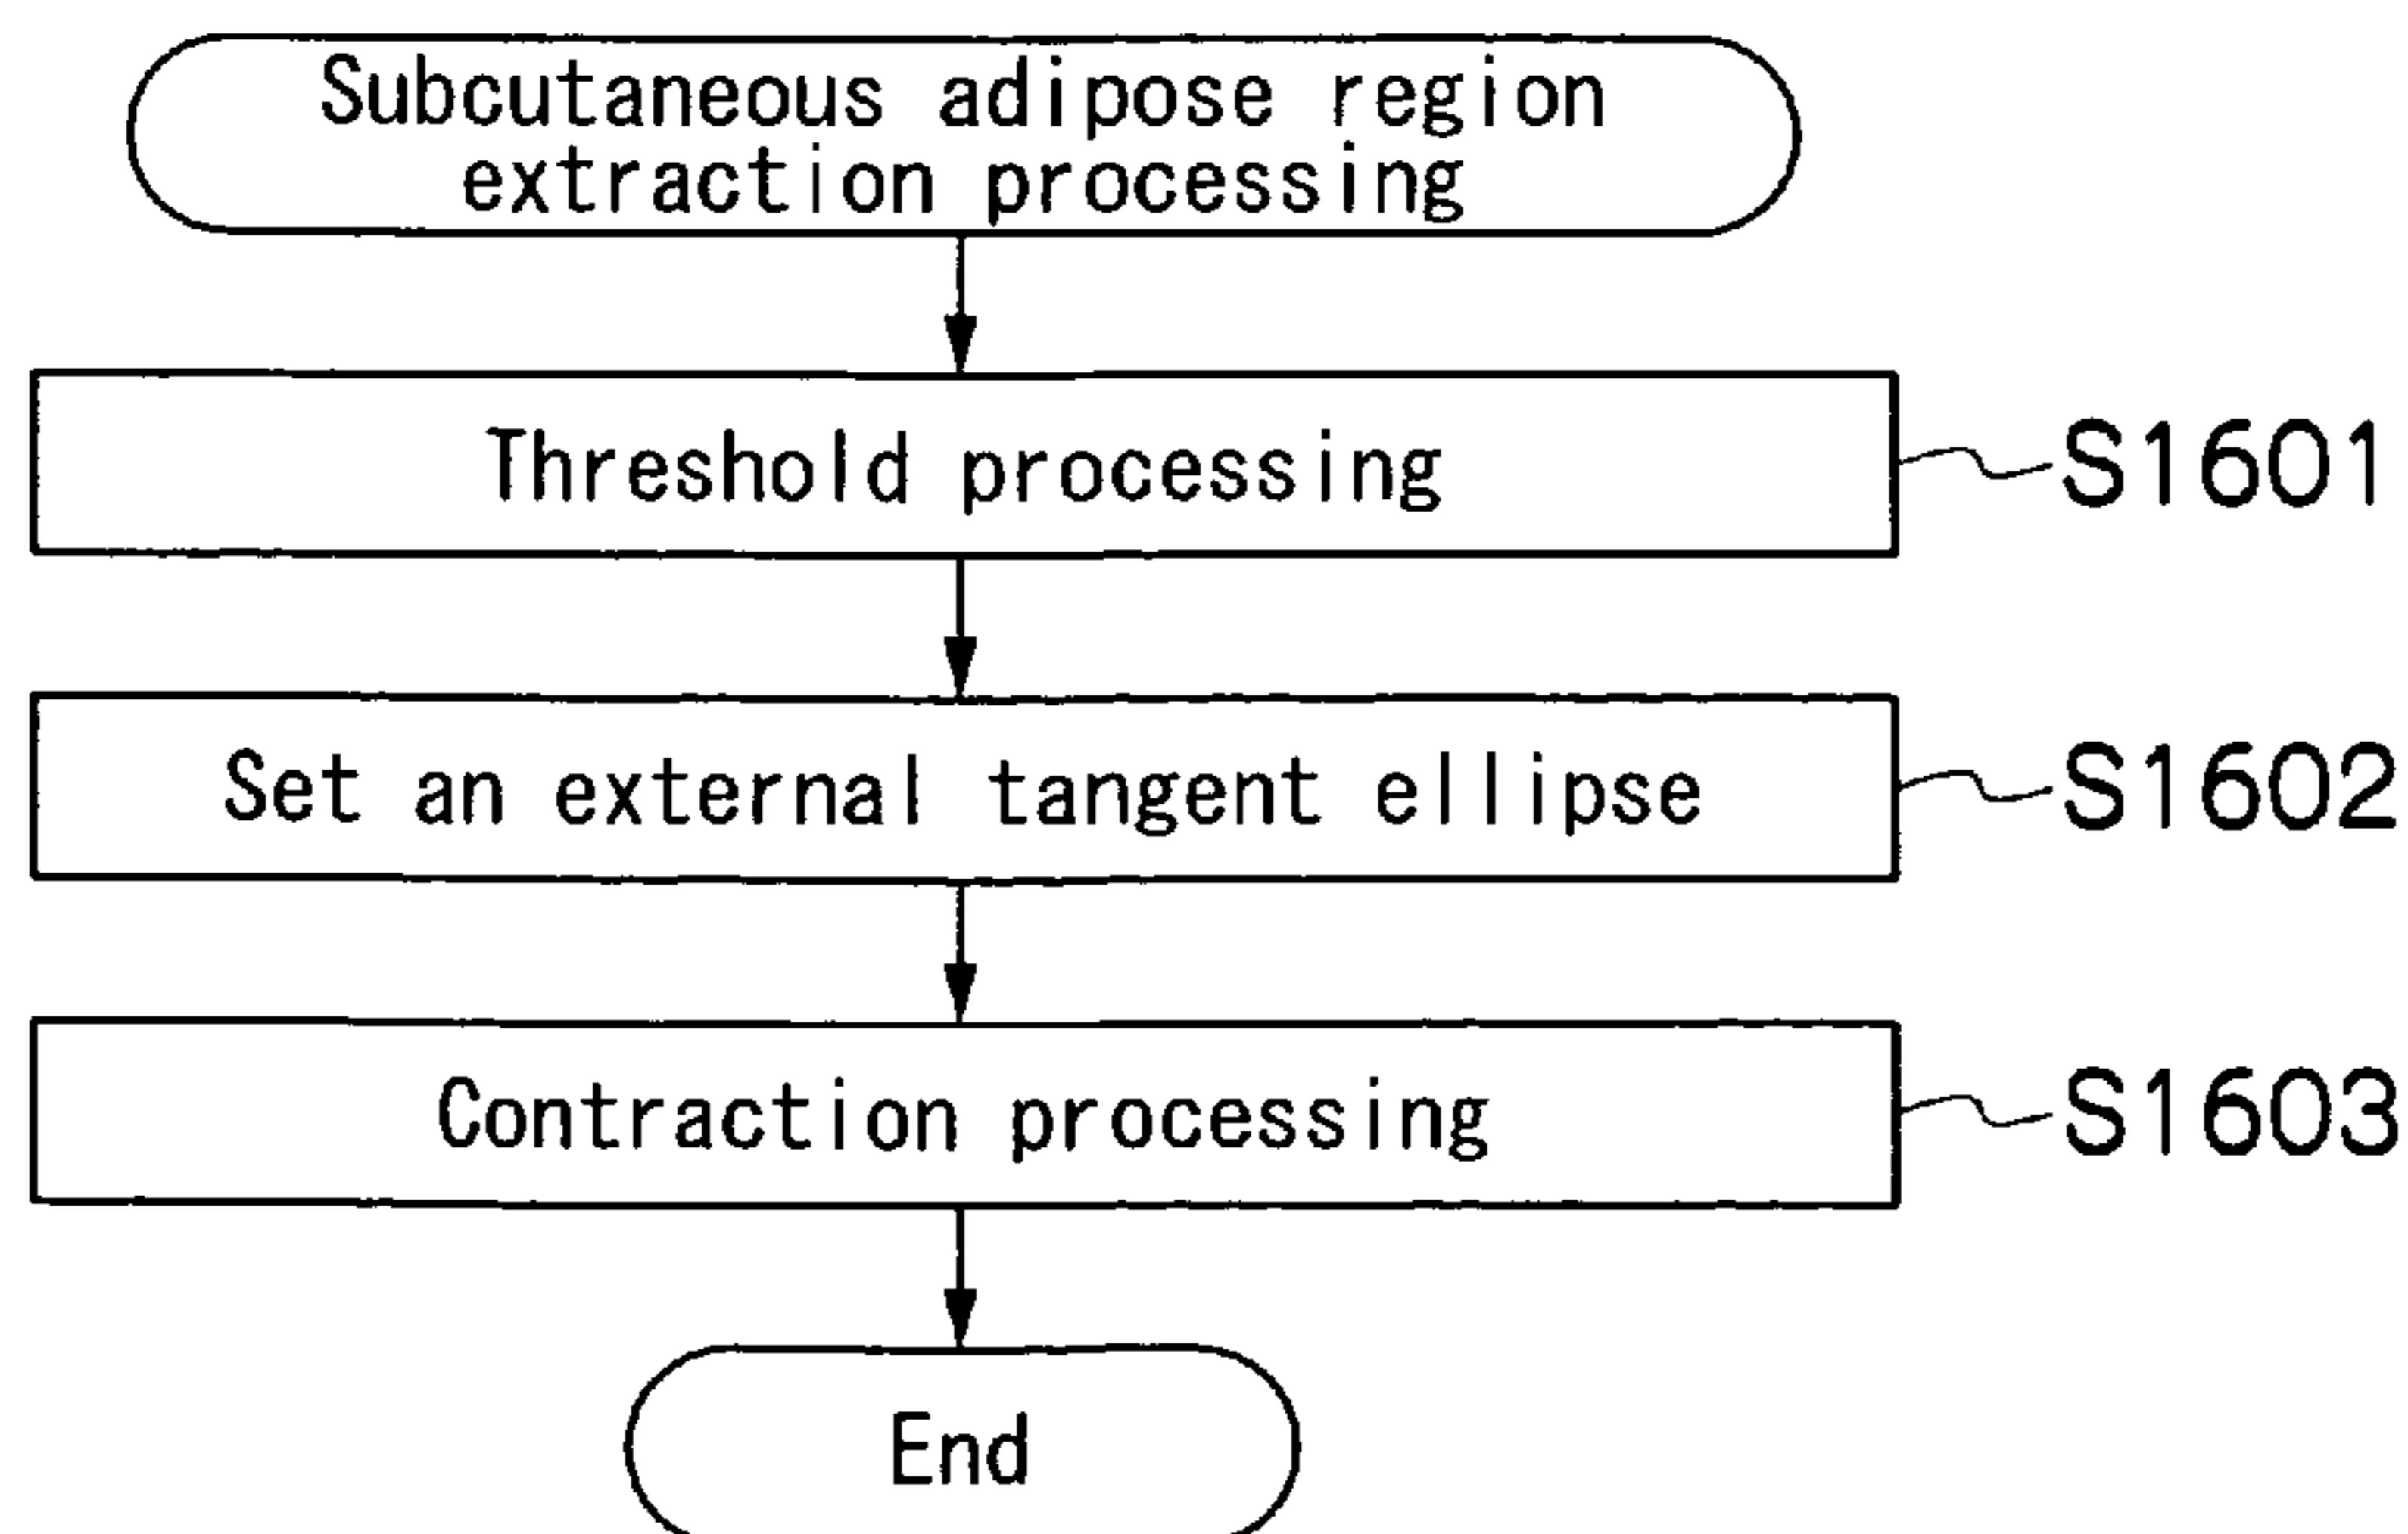 Subcutaneous adipose region
extraction processing
Threshold processing
S1601
Set an external tangent ellipse
S1602
Contraction processing
S1603
End